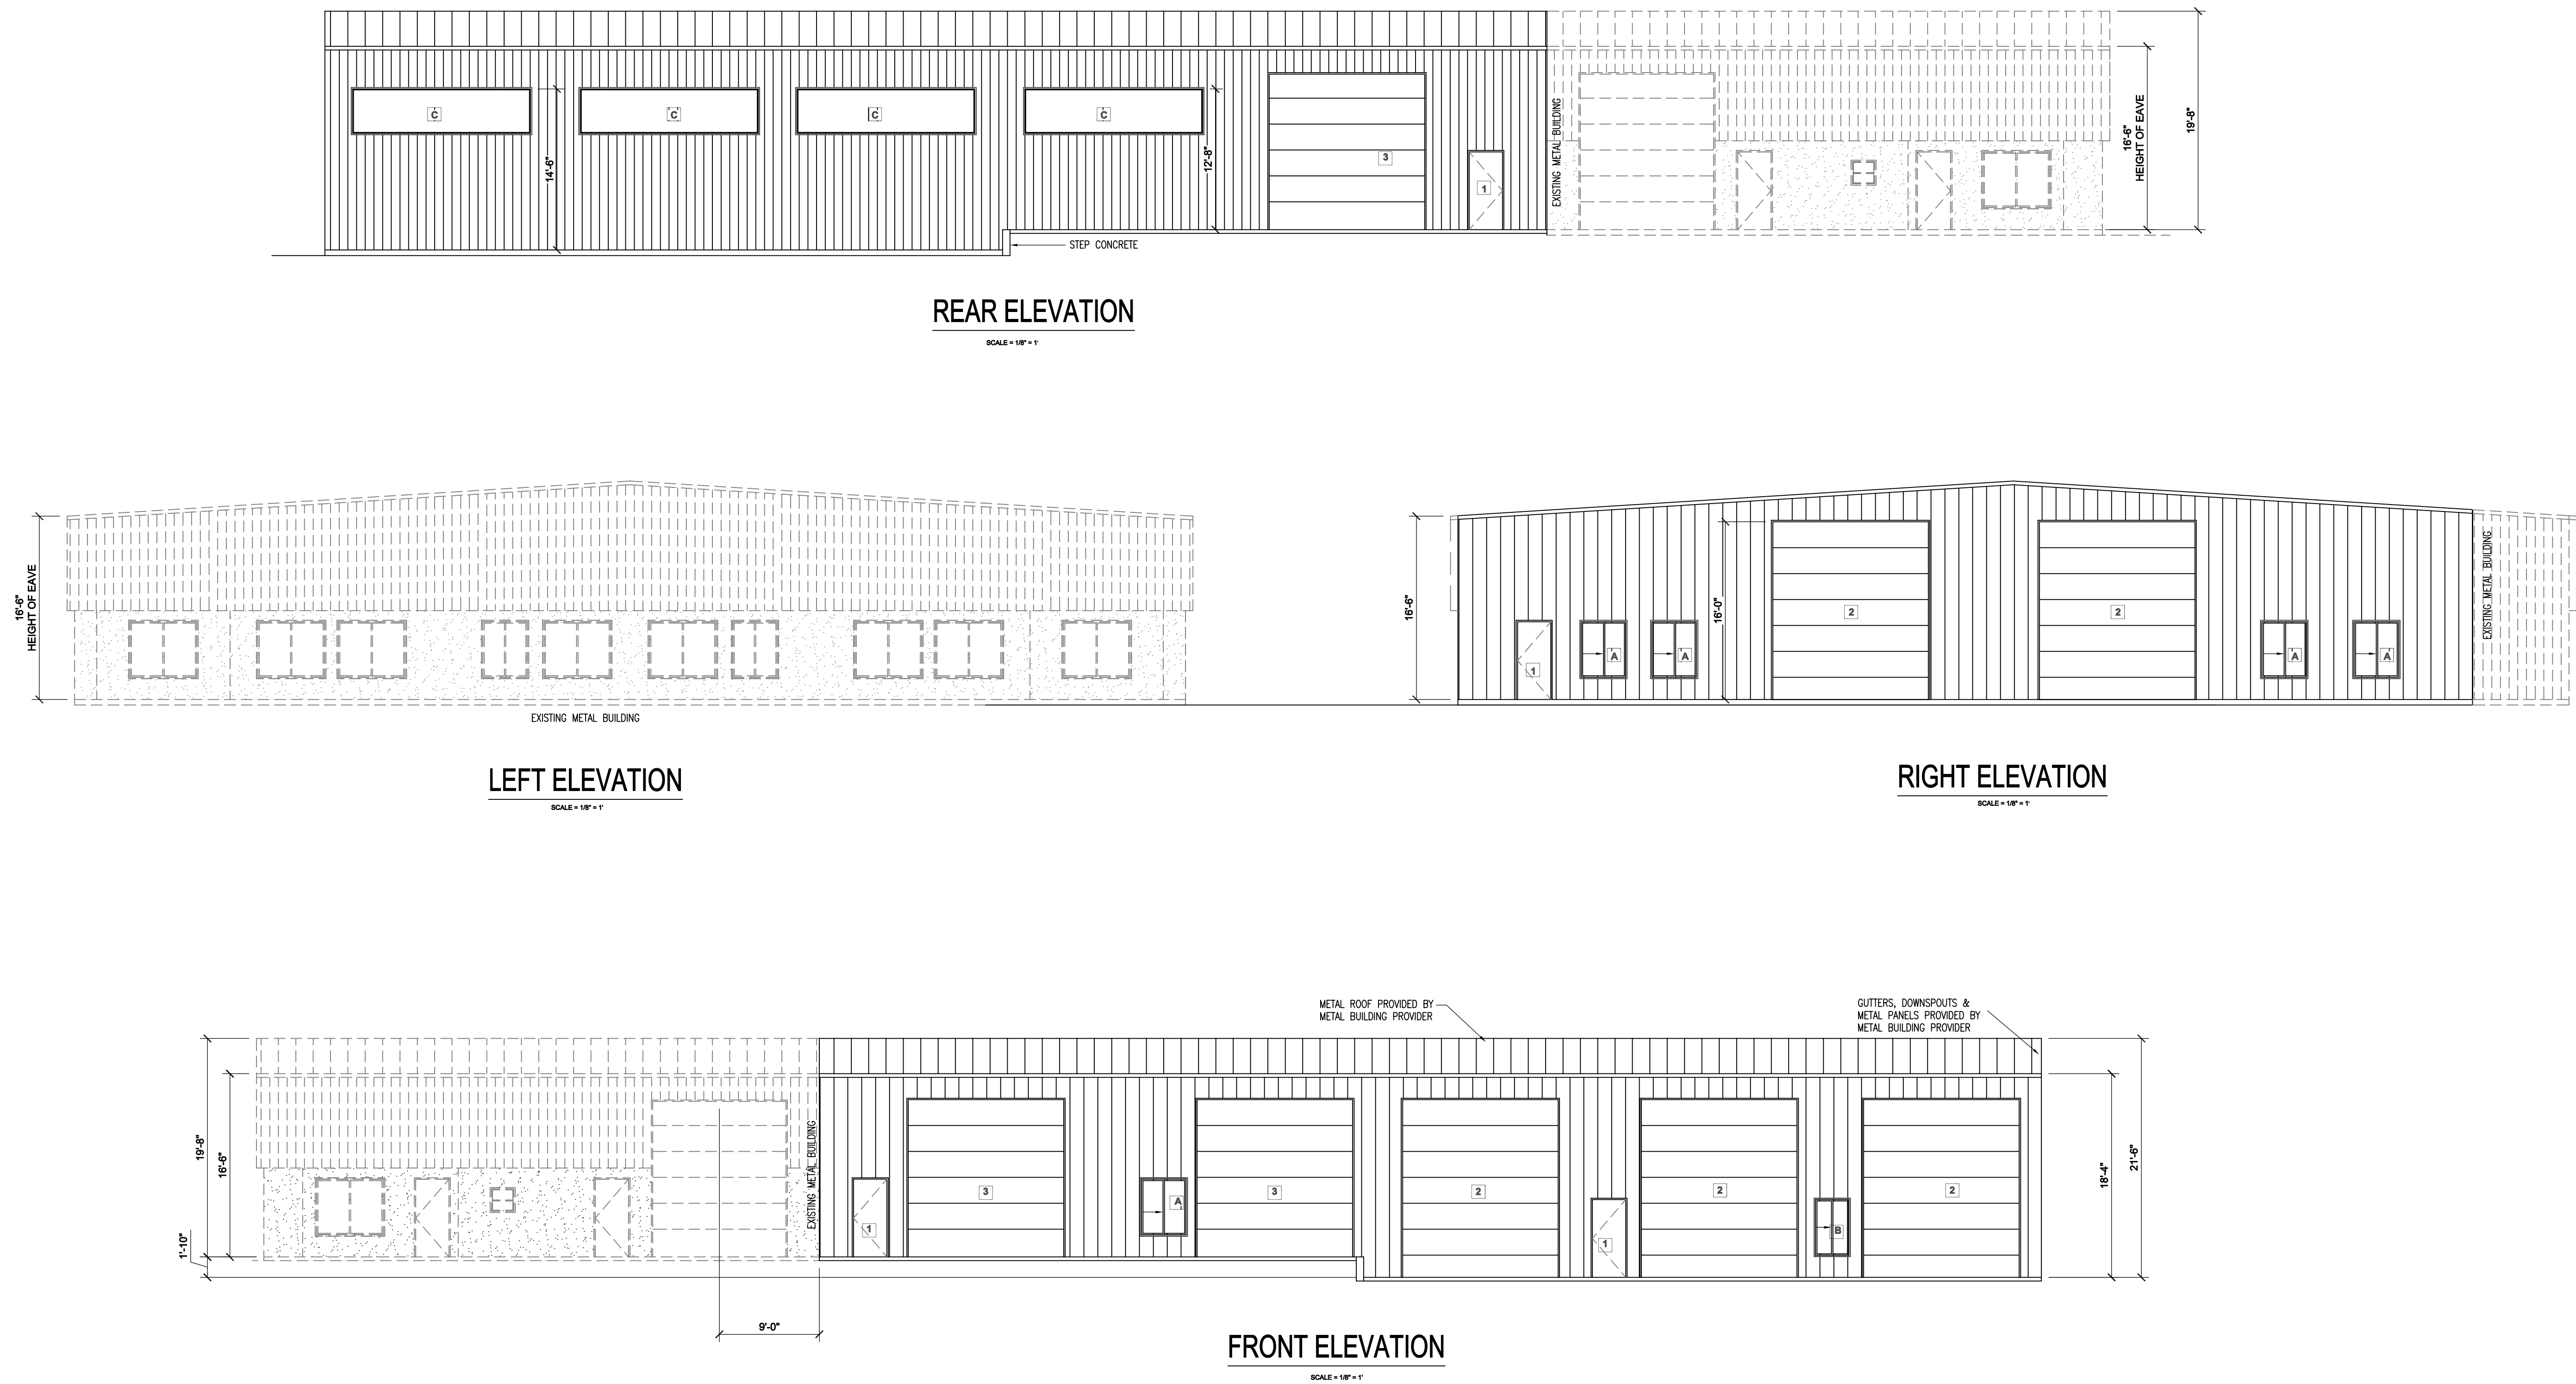 C
C
C
C
3
1
14'-6"
12'-8"
EXISTING METAL BUILDING
16'-6"
HEIGHT OF EAVE
19'-8"
STEP CONCRETE
REAR ELEVATION
SCALE = 1/8" = 1'
16'-6"
HEIGHT OF EAVE
EXISTING METAL BUILDING
LEFT ELEVATION
SCALE = 1/8" = 1'
16'-6"
16'-0"
1
A
A
2
2
A
A
EXISTING METAL BUILDING
RIGHT ELEVATION
SCALE = 1/8" = 1'
METAL ROOF PROVIDED BY
METAL BUILDING PROVIDER
GUTTERS, DOWNSPOUTS &
METAL PANELS PROVIDED BY
METAL BUILDING PROVIDER
19'-8"
16'-6"
1'-10"
EXISTING METAL BUILDING
1
3
A
3
2
1
2
B
2
18'-4"
21'-6"
9'-0"
FRONT ELEVATION
SCALE = 1/8" = 1'